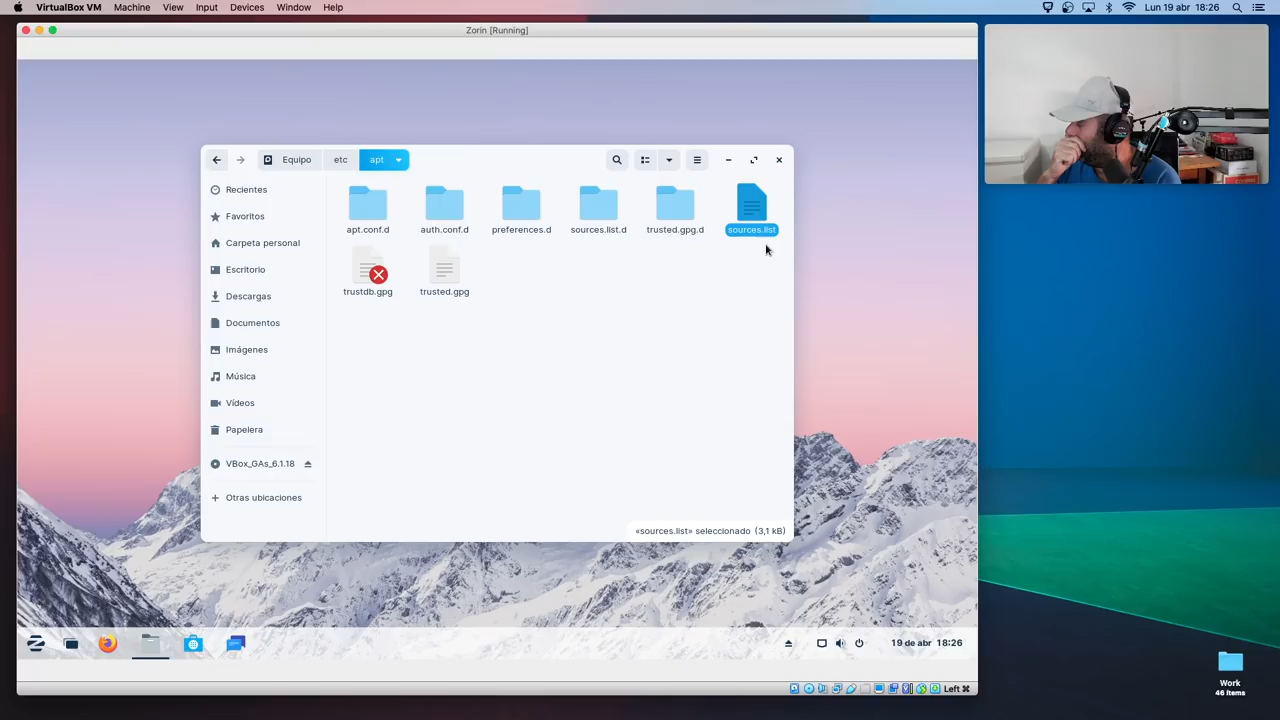 VirtualBox VM Machine View Input Devices Window Help Lun 19 abr 18:26
Zorin [Running]
Equipo etc apt
Recientes
Favoritos
Carpeta personal
Escritorio
Descargas
Documentos
Imágenes
Música
Vídeos
Papelera
VBox_GAs_6.1.18
Otras ubicaciones
apt.conf.d auth.conf.d preferences.d sources.list.d trusted.gpg.d sources.list
trustdb.gpg trusted.gpg
«sources.list» seleccionado (3,1 kB)
19 de abr 18:26
Left ⌘
Work
46 items